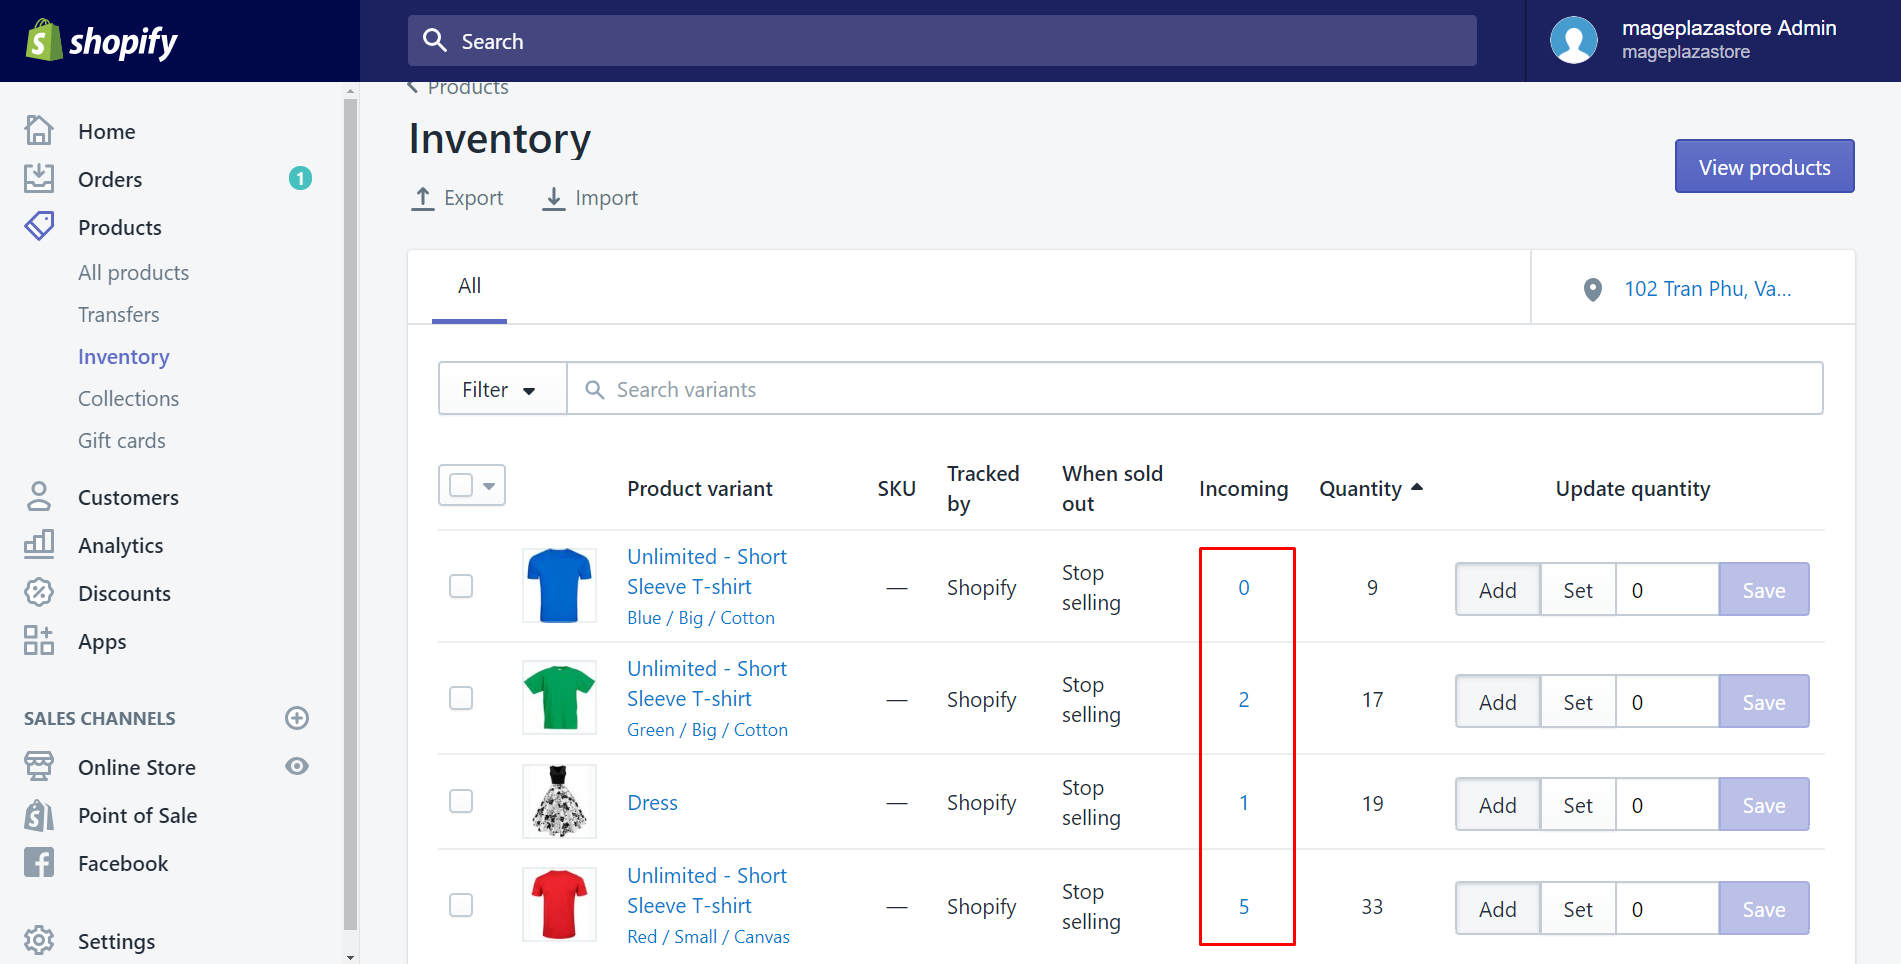 shopify
Search
mageplazastore Admin
mageplazastore
Home
Orders
1
Products
All products
Transfers
Inventory
Collections
Gift cards
Customers
Analytics
Discounts
Apps
SALES CHANNELS
Online Store
Point of Sale
Facebook
Settings
Products
Inventory
Export
Import
View products
All
102 Tran Phu, Va...
Filter
Search variants
Product variant
SKU
Tracked
by
When sold
out
Incoming
Quantity
Update quantity
Unlimited - Short
Sleeve T-shirt
Blue / Big / Cotton
—
Shopify
Stop
selling
0
9
Add
Set
0
Save
Unlimited - Short
Sleeve T-shirt
Green / Big / Cotton
—
Shopify
Stop
selling
2
17
Add
Set
0
Save
Dress
—
Shopify
Stop
selling
1
19
Add
Set
0
Save
Unlimited - Short
Sleeve T-shirt
Red / Small / Canvas
—
Shopify
Stop
selling
5
33
Add
Set
0
Save